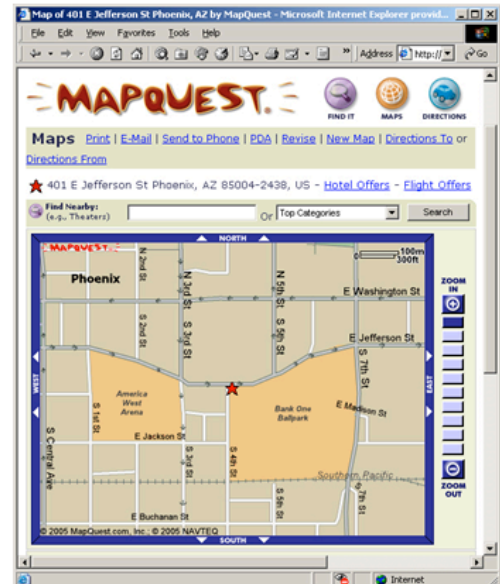 Map of 401 E Jefferson St Phoenix, AZ by MapQuest - Microsoft Internet Explorer provid...
File Edit View Favorites Tools Help
» Address http:// Go
MAPQUEST.
FIND IT MAPS DIRECTIONS
Maps Print | E-Mail | Send to Phone | PDA | Revise | New Map | Directions To or
Directions From
401 E Jefferson St Phoenix, AZ 85004-2438, US - Hotel Offers - Flight Offers
Find Nearby:
(e.g., Theaters) Or Top Categories Search
NORTH
MAPQUEST
100m
300ft
Phoenix
N 2nd St
N 3rd St
N 5th St
E Washington St
ZOOM
IN
S 2nd St
S 3rd St
S 5th St
E Jefferson St
S 7th St
WEST
EAST
America
West
Arena
Bank One
Ballpark
E Madison St
S 1st St
S Central Ave
E Jackson St
S 3rd St
S 4th St
Southern Pacific
S 5th St
S 7th St
ZOOM
OUT
E Buchanan St
© 2005 MapQuest.com, Inc.; © 2005 NAVTEQ
SOUTH
Internet